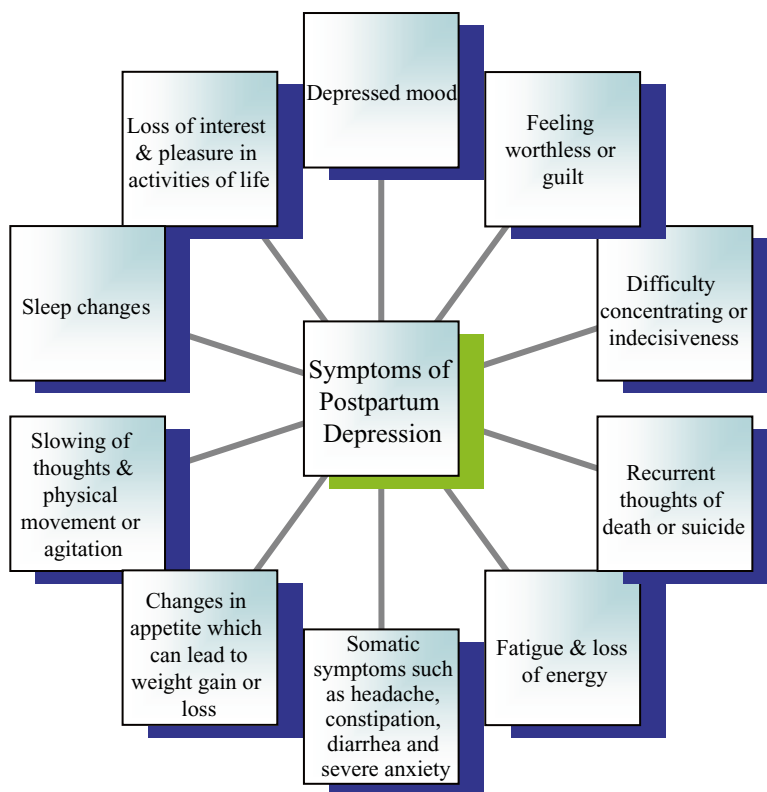 Depressed mood
Feeling
worthless or
guilt
Difficulty
concentrating or
indecisiveness
Recurrent
thoughts of
death or suicide
Fatigue & loss
of energy
Somatic
symptoms such
as headache,
constipation,
diarrhea and
severe anxiety
Changes in
appetite which
can lead to
weight gain or
loss
Slowing of
thoughts &
physical
movement or
agitation
Sleep changes
Loss of interest
& pleasure in
activities of life
Symptoms of
Postpartum
Depression